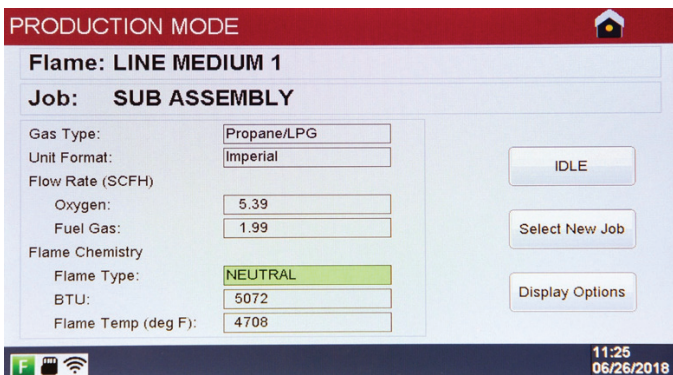 PRODUCTION MODE
Flame: LINE MEDIUM 1
Job: SUB ASSEMBLY
Gas Type: Propane/LPG
Unit Format: Imperial
Flow Rate (SCFH)
Oxygen: 5.39
Fuel Gas: 1.99
Flame Chemistry
Flame Type: NEUTRAL
BTU: 5072
Flame Temp (deg F): 4708
IDLE
Select New Job
Display Options
F
11:25
06/26/2018